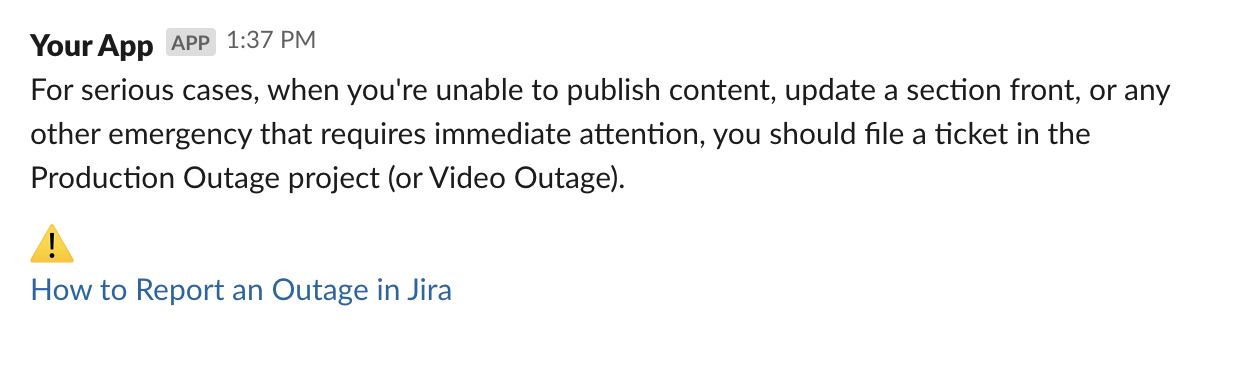 Your App APP 1:37 PM
For serious cases, when you're unable to publish content, update a section front, or any
other emergency that requires immediate attention, you should file a ticket in the
Production Outage project (or Video Outage).
⚠️
How to Report an Outage in Jira